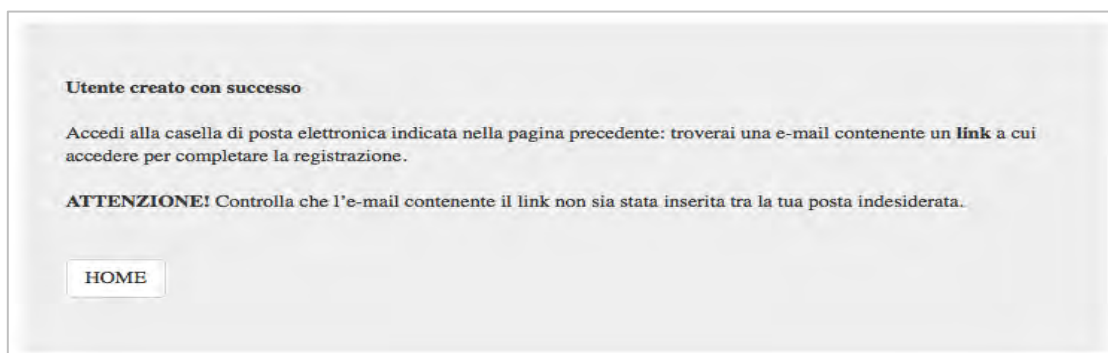 Utente creato con successo
Accedi alla casella di posta elettronica indicata nella pagina precedente: troverai una e-mail contenente un link a cui
accedere per completare la registrazione.
ATTENZIONE! Controlla che l'e-mail contenente il link non sia stata inserita tra la tua posta indesiderata.
HOME